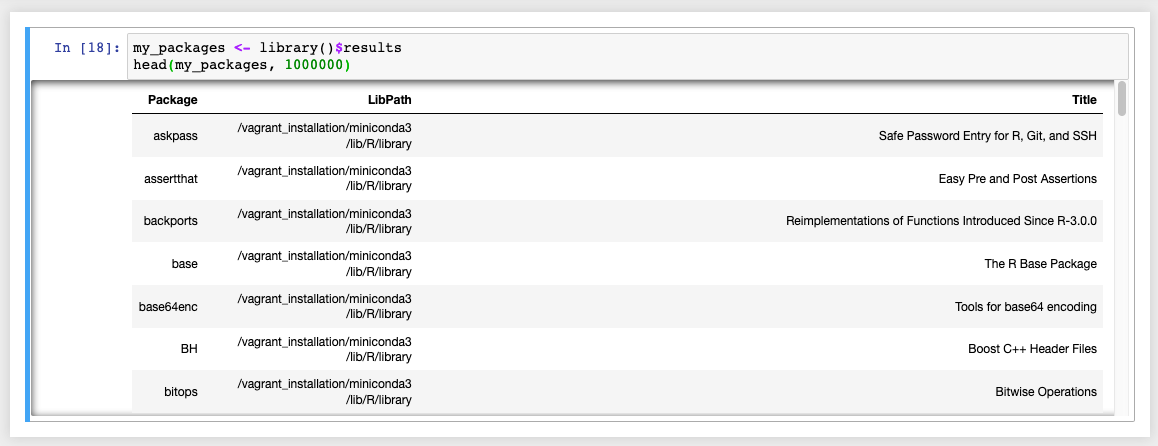 In [18]: my_packages <- library()$results
head(my_packages, 1000000)
Package LibPath Title
askpass /vagrant_installation/miniconda3 Safe Password Entry for R, Git, and SSH
/lib/R/library
assertthat /vagrant_installation/miniconda3 Easy Pre and Post Assertions
/lib/R/library
backports /vagrant_installation/miniconda3 Reimplementations of Functions Introduced Since R-3.0.0
/lib/R/library
base /vagrant_installation/miniconda3 The R Base Package
/lib/R/library
base64enc /vagrant_installation/miniconda3 Tools for base64 encoding
/lib/R/library
BH /vagrant_installation/miniconda3 Boost C++ Header Files
/lib/R/library
bitops /vagrant_installation/miniconda3 Bitwise Operations
/lib/R/library